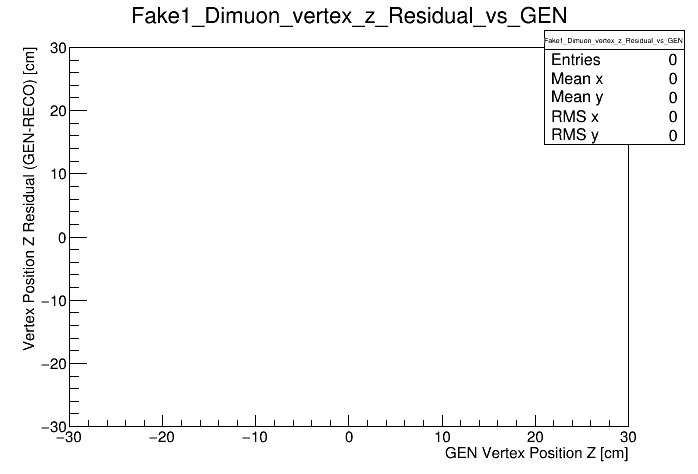 Fake1_Dimuon_vertex_z_Residual_vs_GEN
Fake1_Dimuon_vertex_z_Residual_vs_GEN
Entries 0
Mean x 0
Mean y 0
RMS x 0
RMS y 0
Vertex Position Z Residual (GEN-RECO) [cm]
30
20
10
0
−10
−20
−30
−30 −20 −10 0 10 20 30
GEN Vertex Position Z [cm]